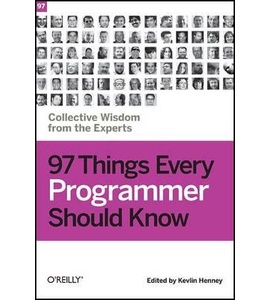 97
Collective Wisdom
from the Experts
97 Things Every
Programmer
Should Know
O'REILLY®
Edited by Kevlin Henney